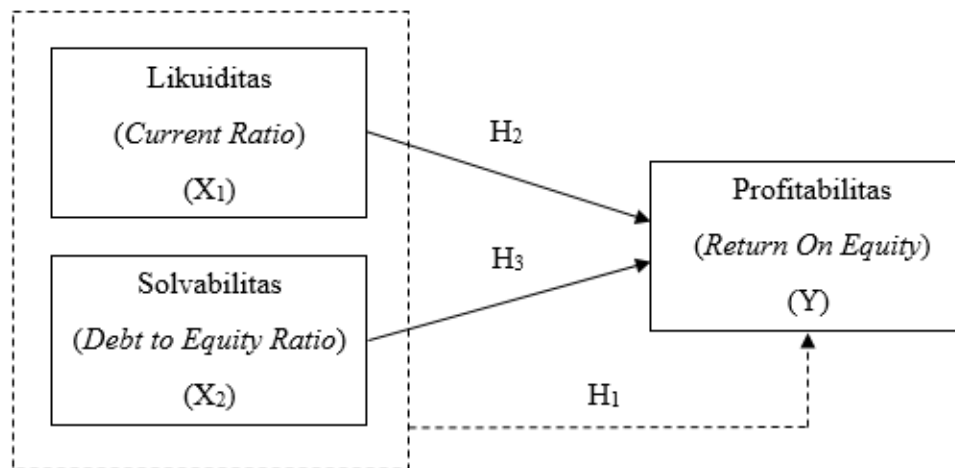 Likuiditas
(Current Ratio)
(X₁)
H₂
Solvabilitas
(Debt to Equity Ratio)
(X₂)
H₃
Profitabilitas
(Return On Equity)
(Y)
H₁